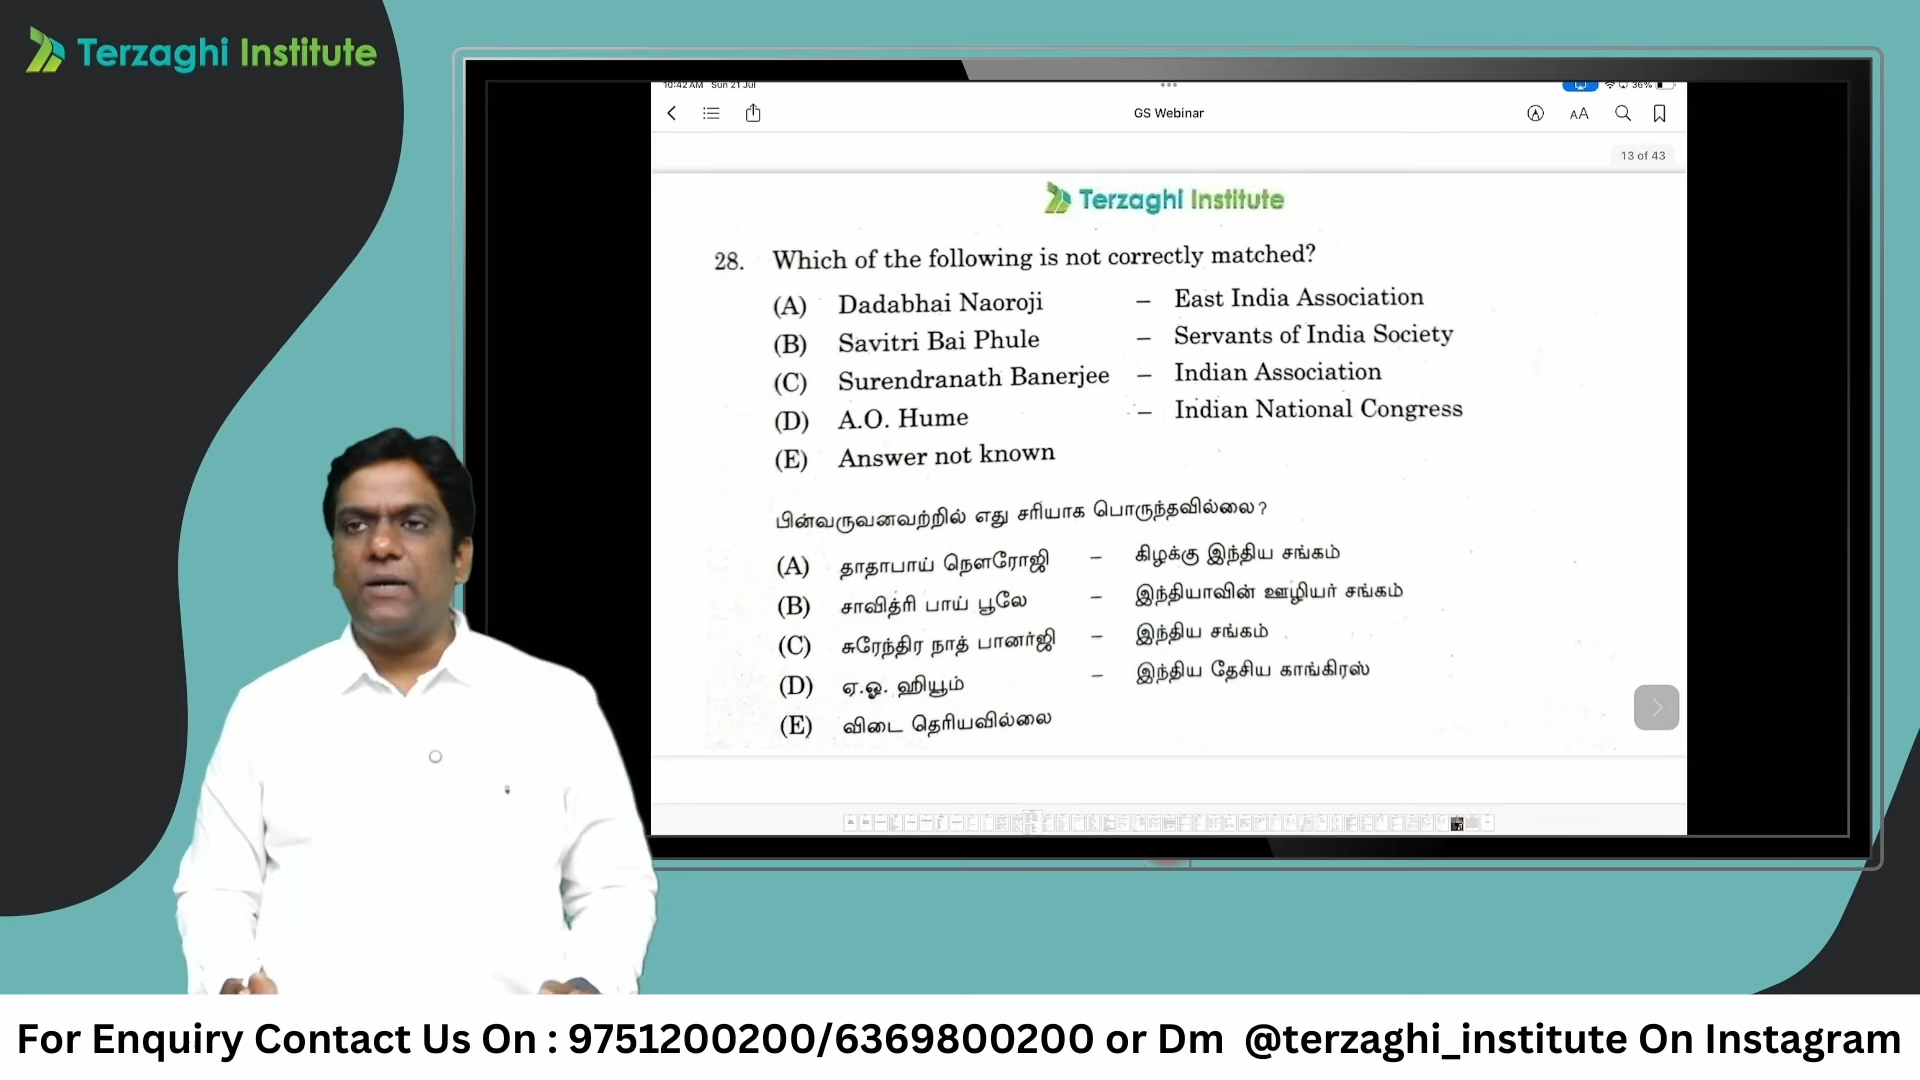 Terzaghi Institute
10:42 AM Sun 21 Jul
36%
GS Webinar
AA
13 of 43
Terzaghi Institute
28. Which of the following is not correctly matched?
(A) Dadabhai Naoroji – East India Association
(B) Savitri Bai Phule – Servants of India Society
(C) Surendranath Banerjee – Indian Association
(D) A.O. Hume – Indian National Congress
(E) Answer not known
பின்வருவனவற்றில் எது சரியாக பொருந்தவில்லை?
(A) தாதாபாய் நௌரோஜி – கிழக்கு இந்திய சங்கம்
(B) சாவித்ரி பாய் பூலே – இந்தியாவின் ஊழியர் சங்கம்
(C) சுரேந்திர நாத் பானர்ஜி – இந்திய சங்கம்
(D) ஏ.ஓ. ஹியூம் – இந்திய தேசிய காங்கிரஸ்
(E) விடை தெரியவில்லை
For Enquiry Contact Us On : 9751200200/6369800200 or Dm @terzaghi_institute On Instagram